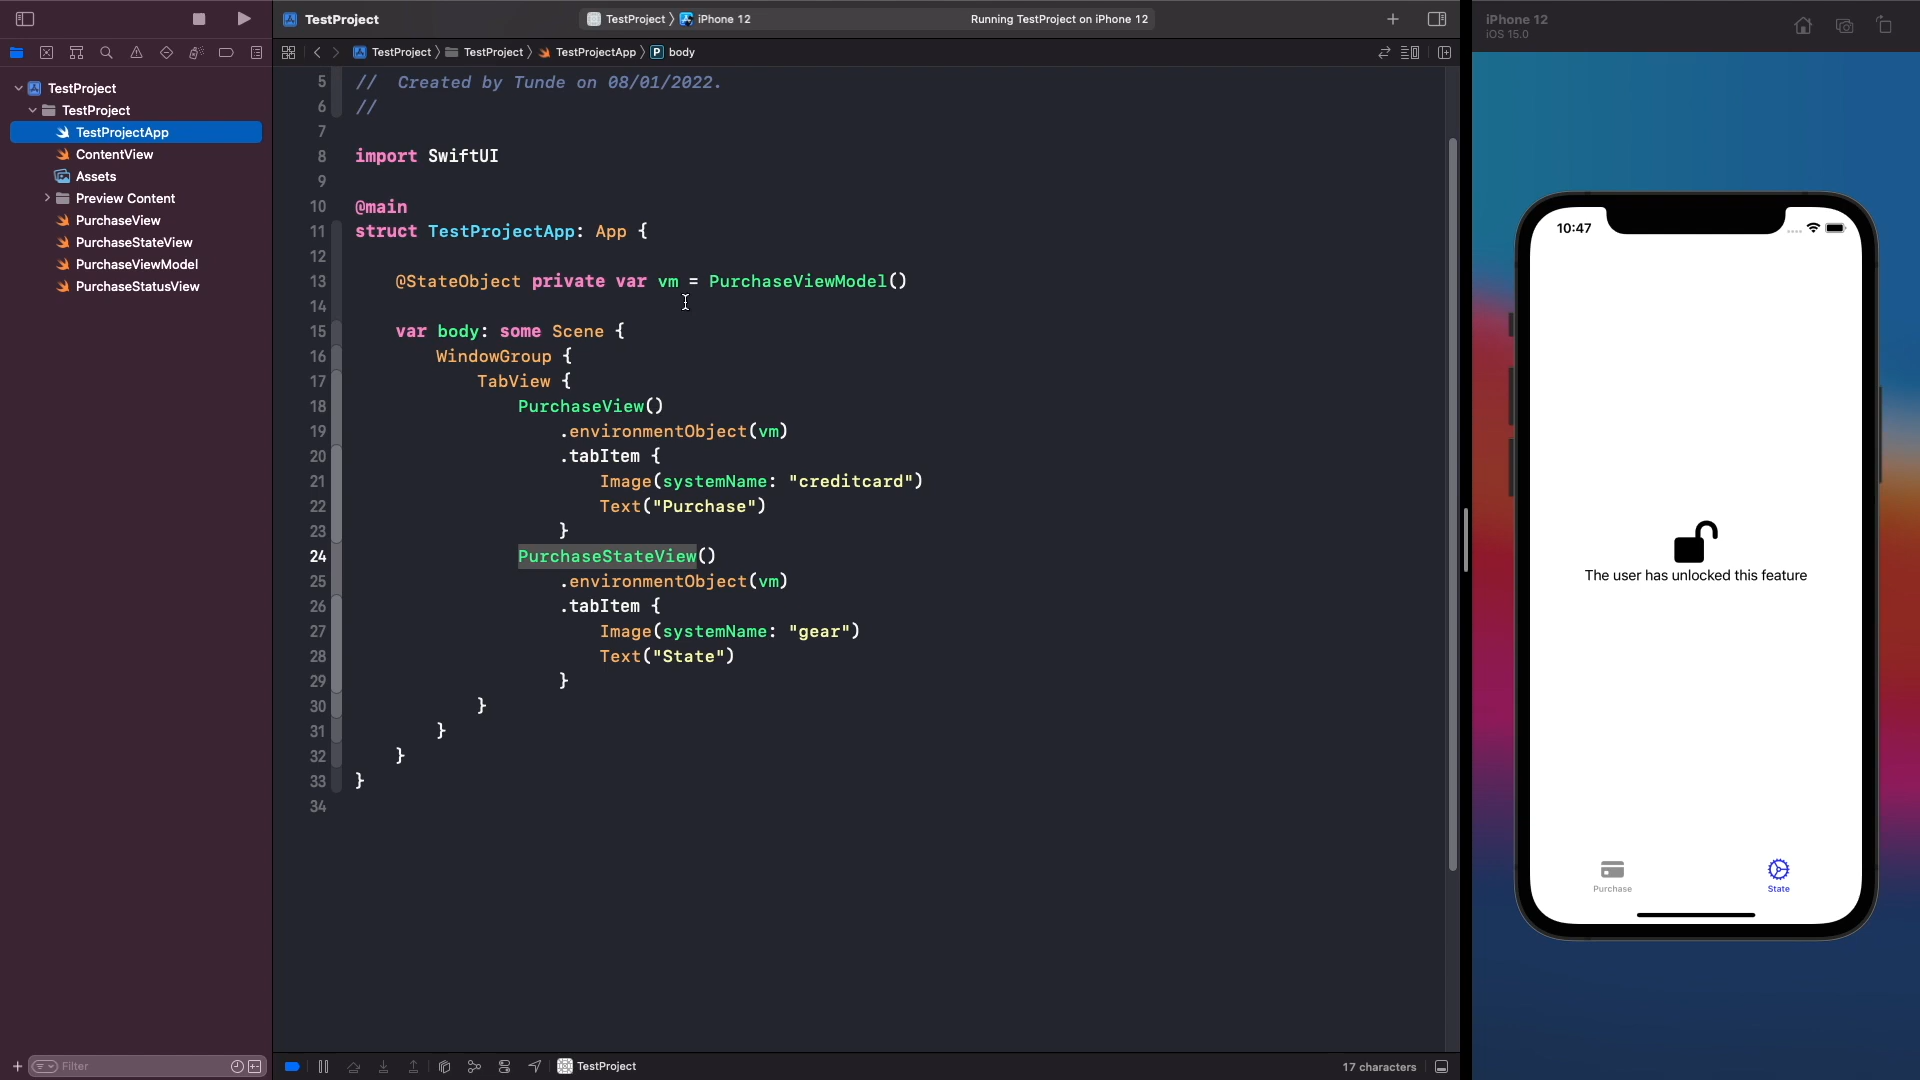 TestProject
TestProject
TestProject
TestProjectApp
ContentView
Assets
Preview Content
PurchaseView
PurchaseStateView
PurchaseViewModel
PurchaseStatusView
Filter
TestProject
TestProject 〉 iPhone 12
Running TestProject on iPhone 12
TestProject 〉 TestProject 〉 TestProjectApp 〉 P body
5 //  Created by Tunde on 08/01/2022.
6 //
7
8 import SwiftUI
9
10 @main
11 struct TestProjectApp: App {
12
13     @StateObject private var vm = PurchaseViewModel()
14
15     var body: some Scene {
16         WindowGroup {
17             TabView {
18                 PurchaseView()
19                     .environmentObject(vm)
20                     .tabItem {
21                         Image(systemName: "creditcard")
22                         Text("Purchase")
23                     }
24                 PurchaseStateView()
25                     .environmentObject(vm)
26                     .tabItem {
27                         Image(systemName: "gear")
28                         Text("State")
29                     }
30             }
31         }
32     }
33 }
34
TestProject
17 characters
iPhone 12
iOS 15.0
10:47
The user has unlocked this feature
Purchase
State